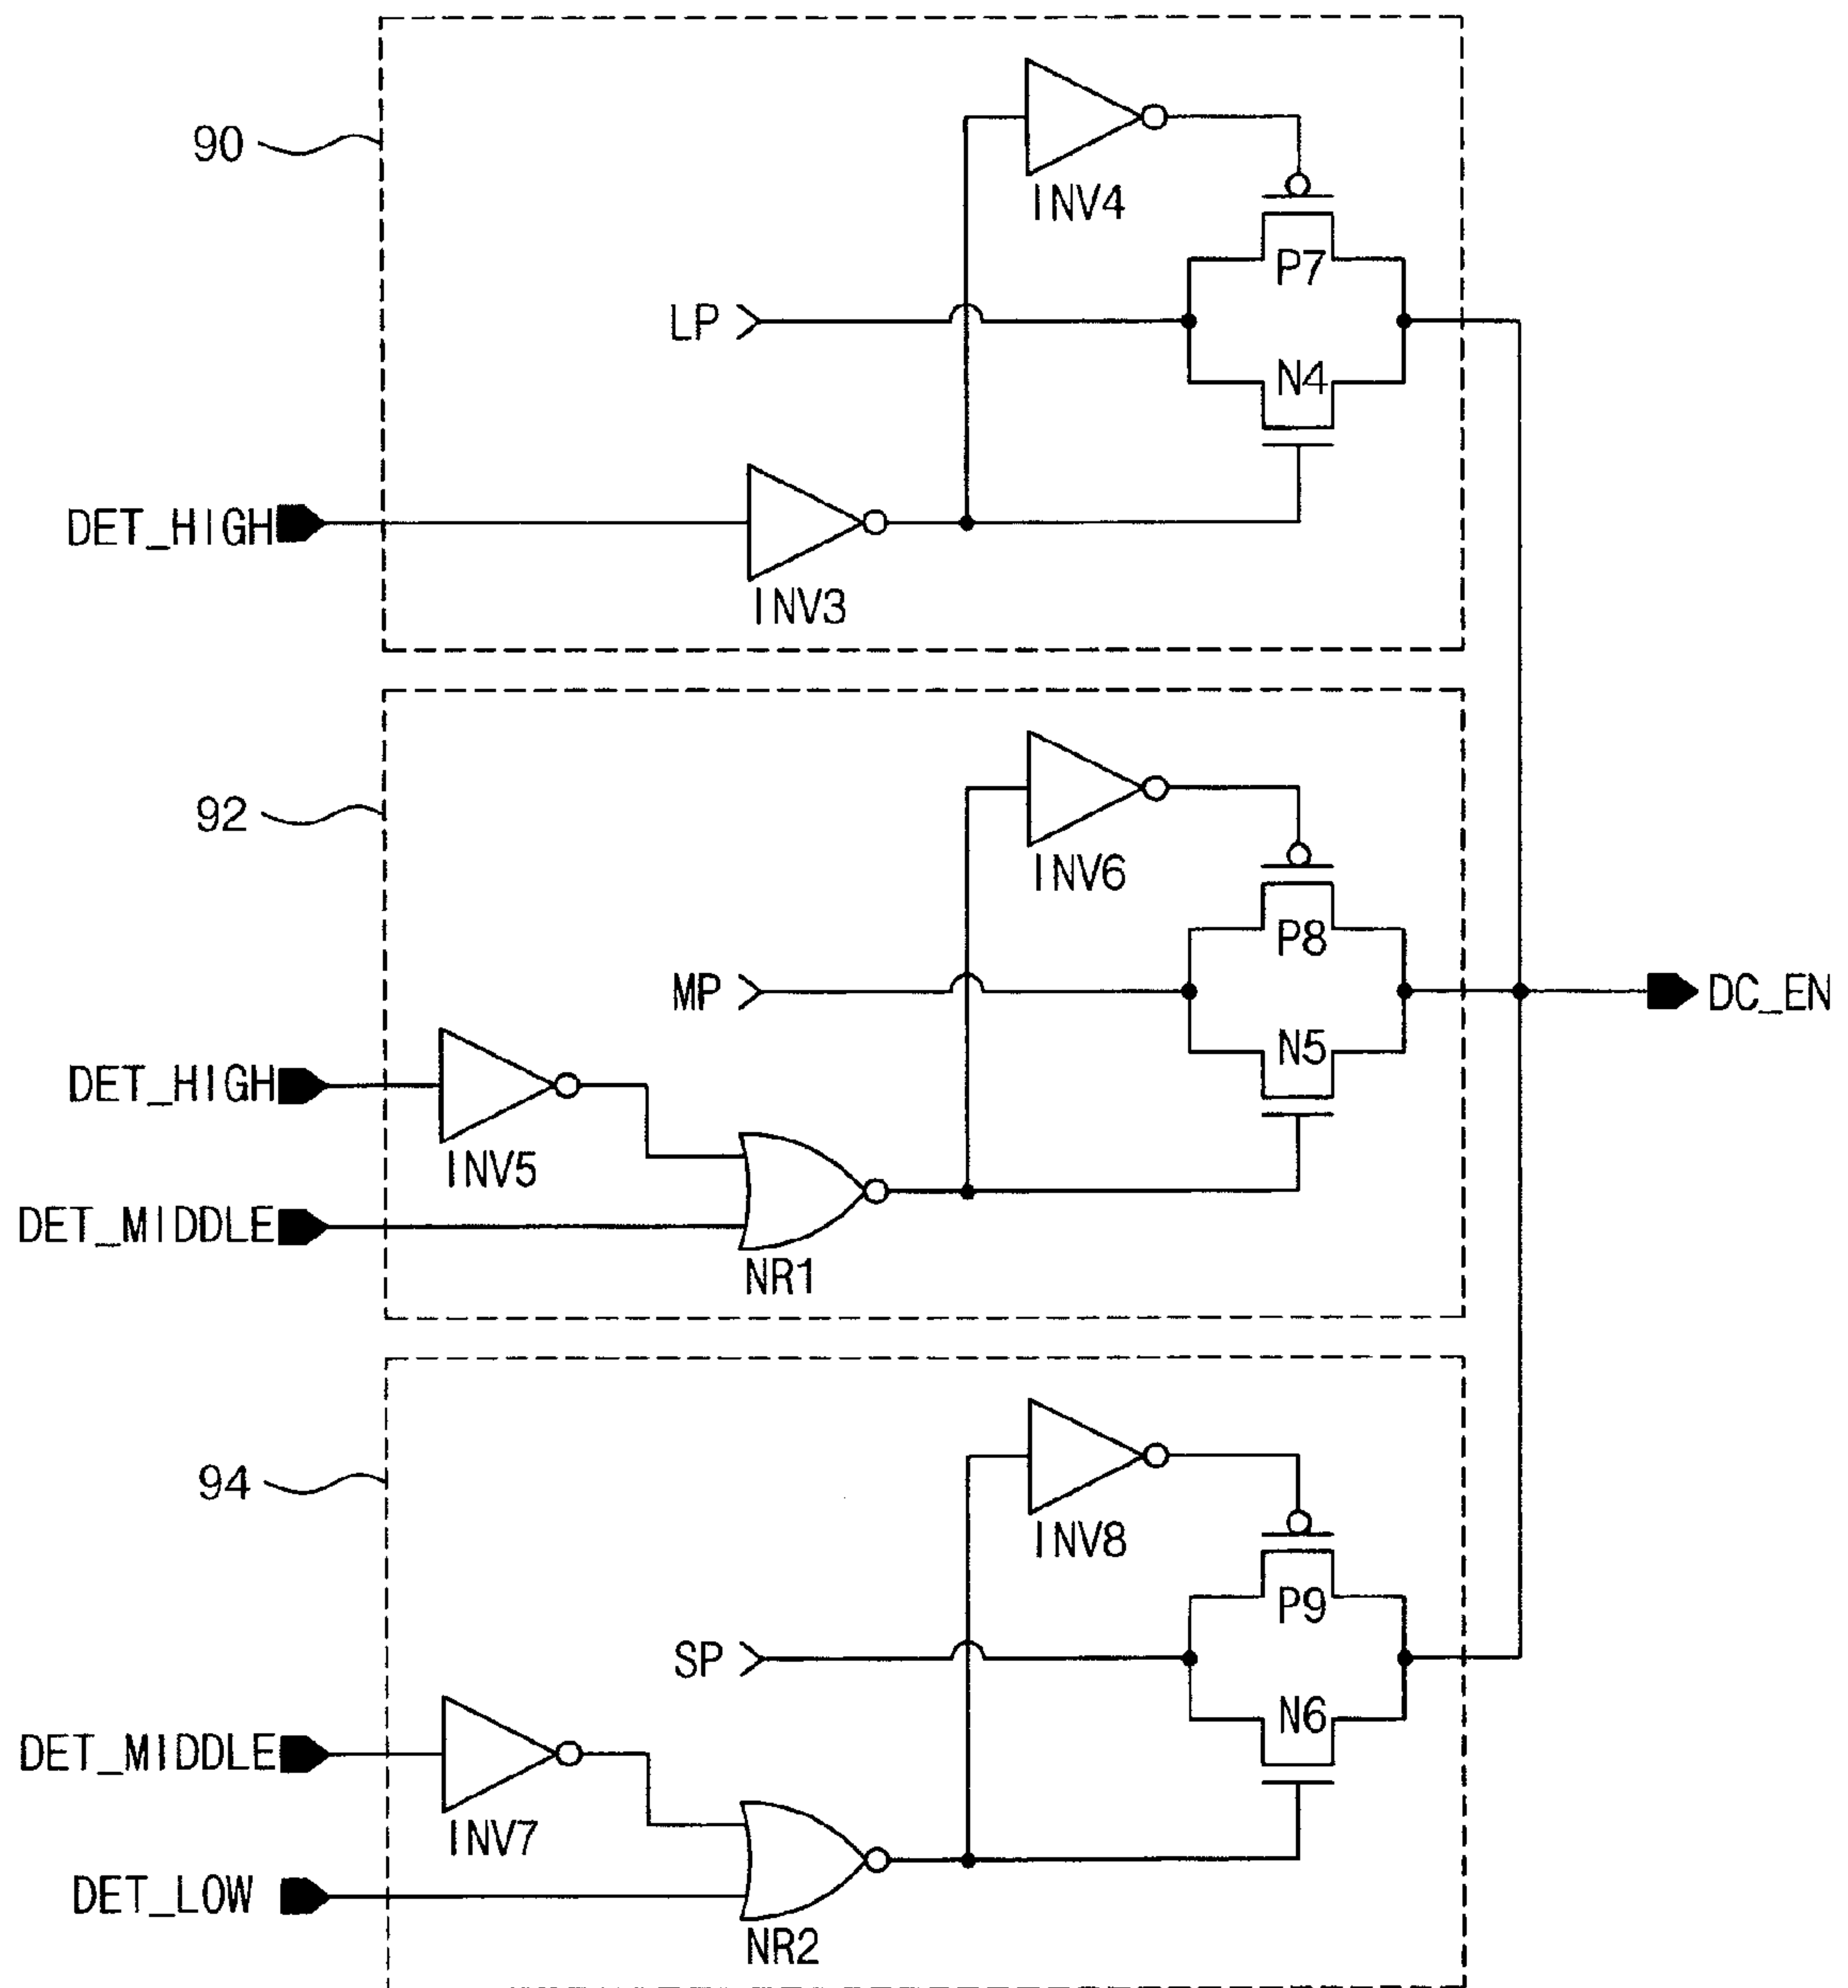 90
INV4
P7
LP
N4
DET_HIGH
INV3
92
INV6
P8
MP
DC_EN
N5
DET_HIGH
INV5
DET_MIDDLE
NR1
94
INV8
P9
SP
N6
DET_MIDDLE
INV7
DET_LOW
NR2